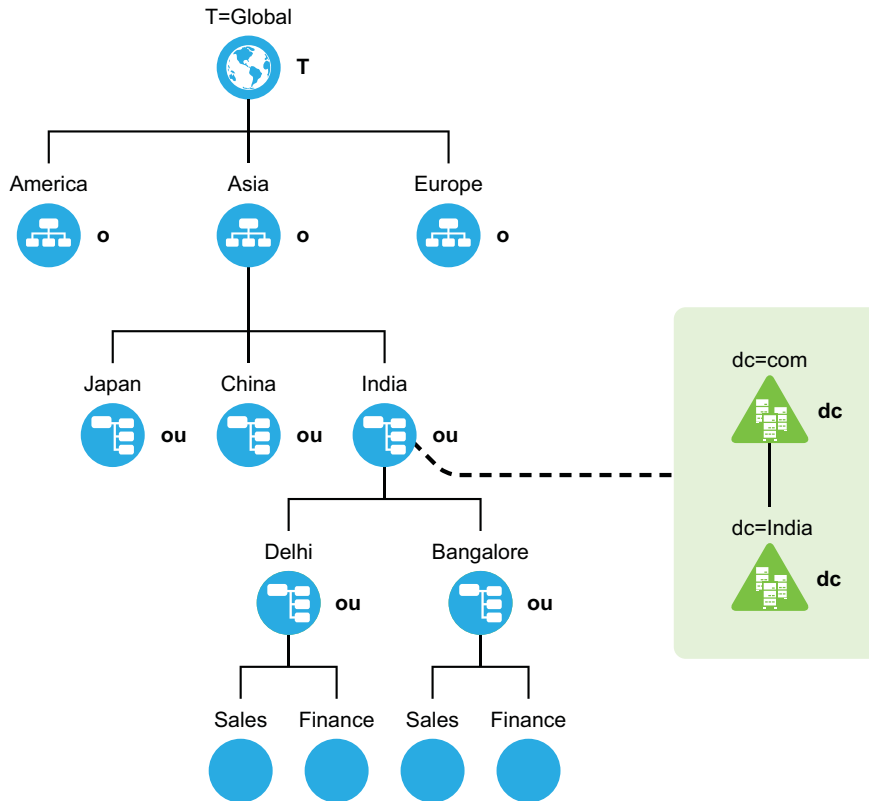 T=Global
T
America
Asia
Europe
o
o
o
Japan
China
India
ou
ou
ou
dc=com
dc
dc=India
dc
Delhi
Bangalore
ou
ou
Sales
Finance
Sales
Finance